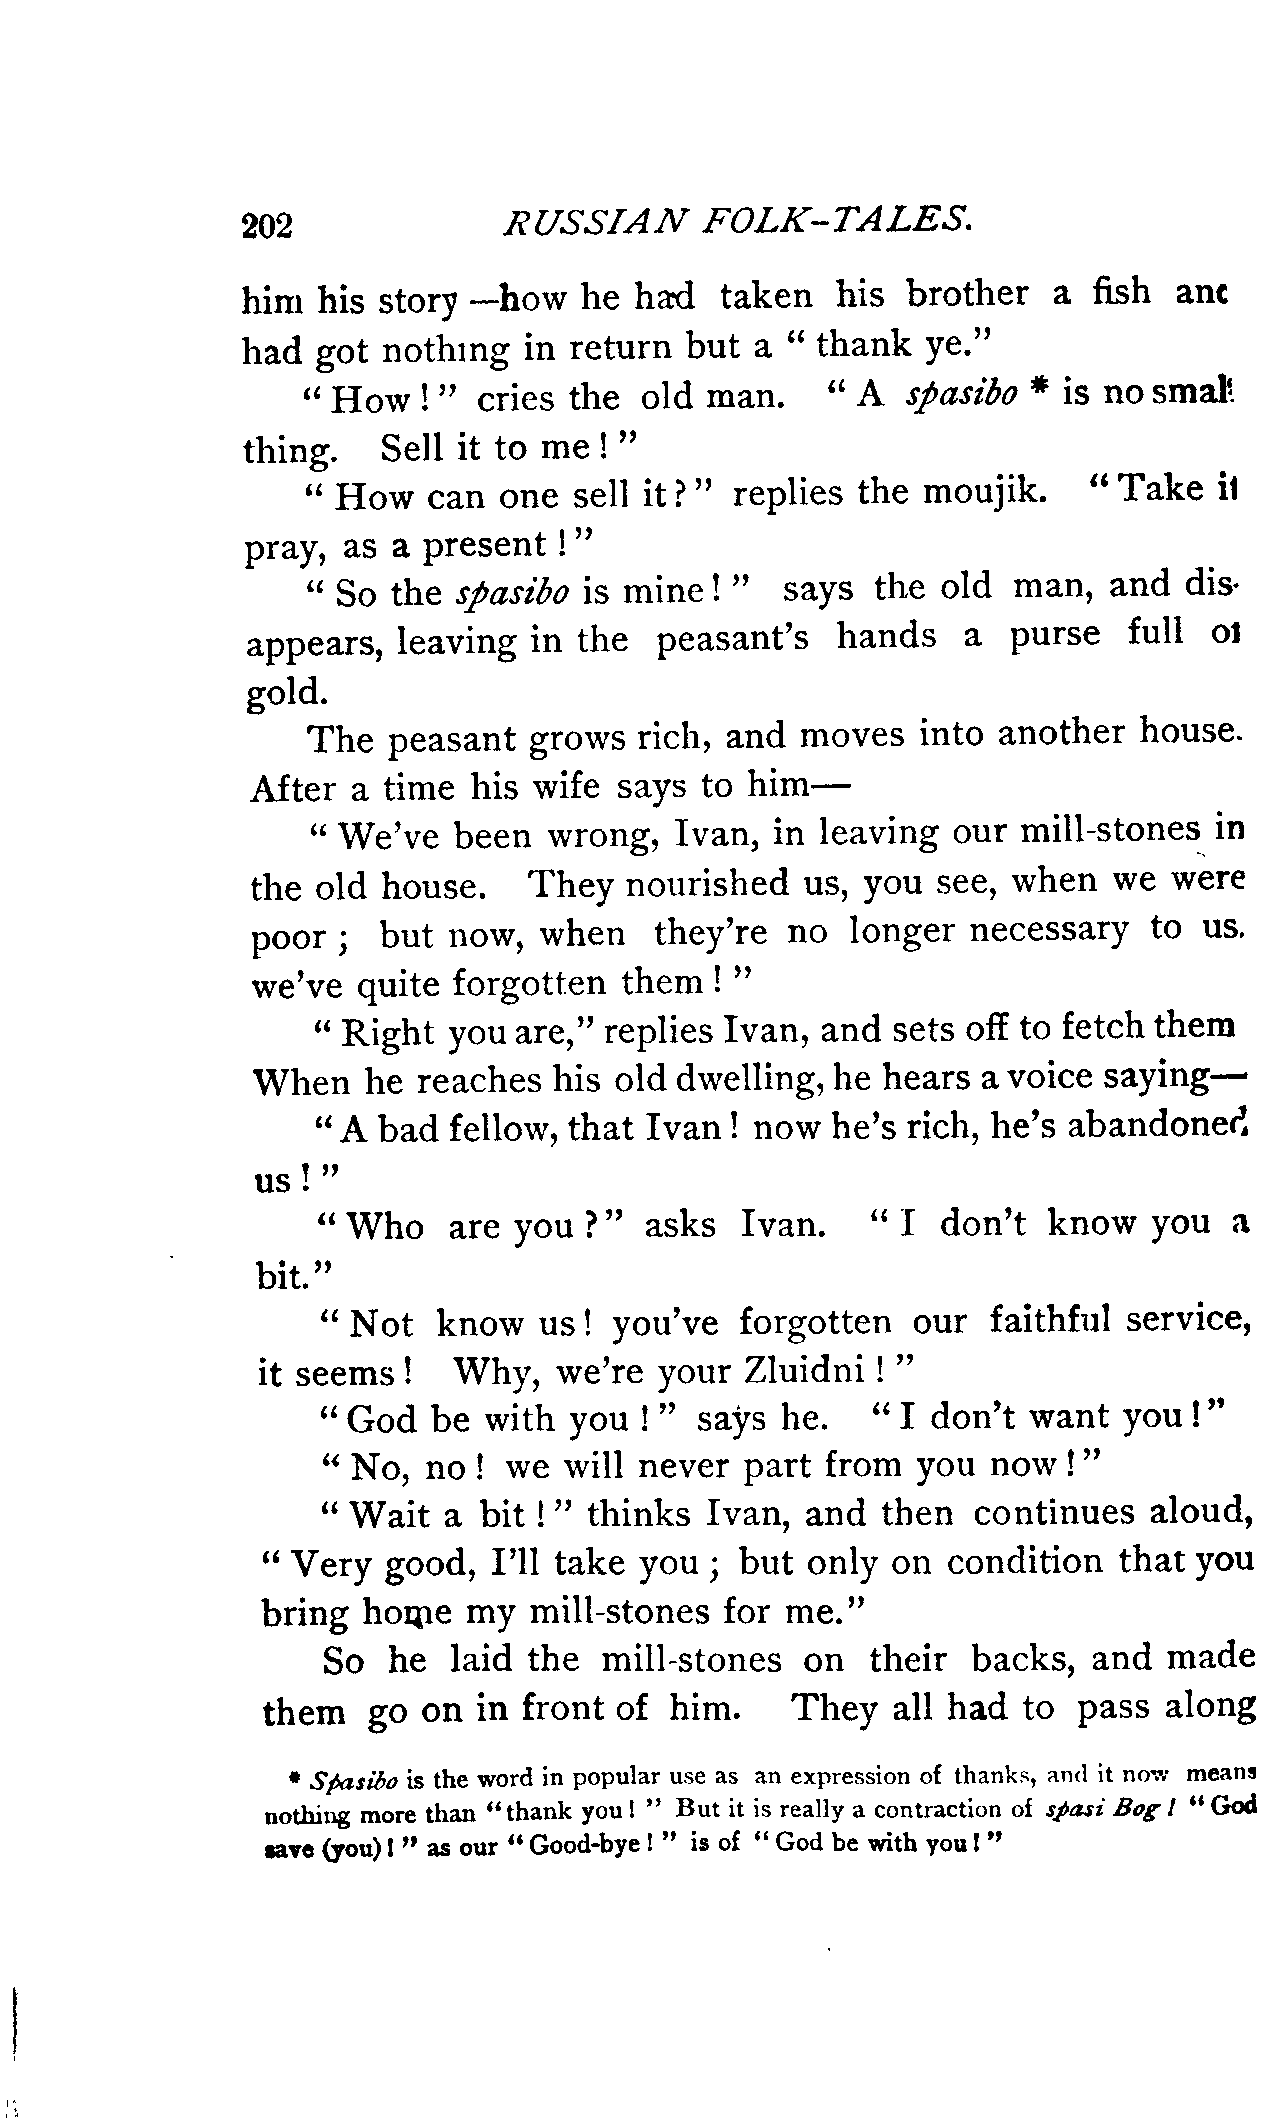 202 RUSSIAN FOLK-TALES.
him his story —how he had taken his brother a fish and
had got nothing in return but a " thank ye."
" How ! " cries the old man. " A spasibo * is no small
thing. Sell it to me ! "
" How can one sell it ? " replies the moujik. " Take it
pray, as a present ! "
" So the spasibo is mine ! " says the old man, and dis-
appears, leaving in the peasant's hands a purse full of
gold.
The peasant grows rich, and moves into another house.
After a time his wife says to him—
" We've been wrong, Ivan, in leaving our mill-stones in
the old house. They nourished us, you see, when we were
poor ; but now, when they're no longer necessary to us.
we've quite forgotten them ! "
" Right you are," replies Ivan, and sets off to fetch them
When he reaches his old dwelling, he hears a voice saying—
" A bad fellow, that Ivan ! now he's rich, he's abandoned
us ! "
" Who are you ? " asks Ivan. " I don't know you a
bit."
" Not know us ! you've forgotten our faithful service,
it seems ! Why, we're your Zluidni ! "
" God be with you ! " says he. " I don't want you ! "
" No, no ! we will never part from you now ! "
" Wait a bit ! " thinks Ivan, and then continues aloud,
" Very good, I'll take you ; but only on condition that you
bring home my mill-stones for me."
So he laid the mill-stones on their backs, and made
them go on in front of him. They all had to pass along
* Spasibo is the word in popular use as an expression of thanks, and it now means
nothing more than " thank you ! " But it is really a contraction of spasi Bog ! " God
save (you) ! " as our " Good-bye ! " is of " God be with you ! "